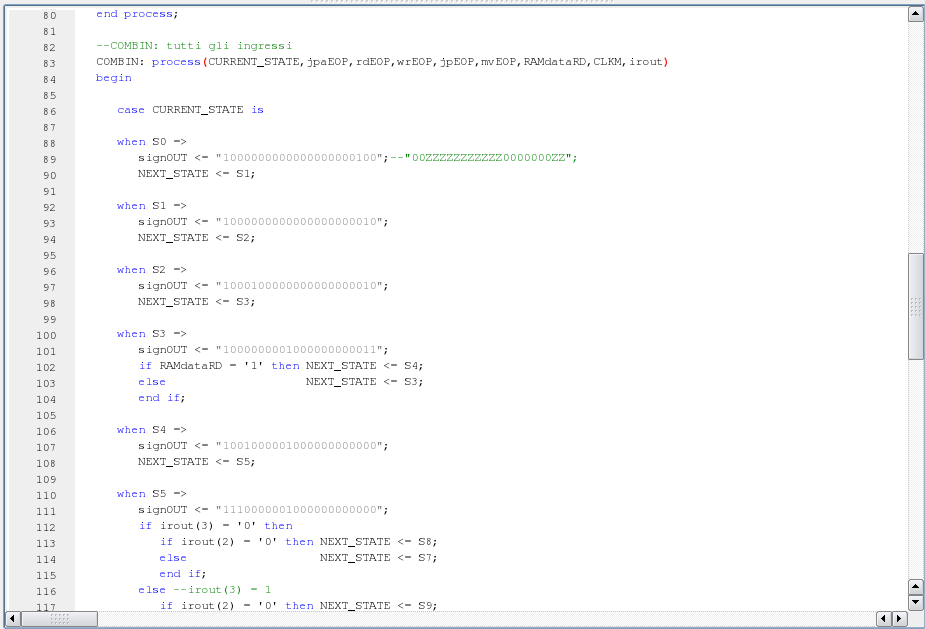 80 end process;
81
82 --COMBIN: tutti gli ingressi
83 COMBIN: process(CURRENT_STATE,jpaEOP,rdEOP,wrEOP,jpEOP,mvEOP,RAMdataRD,CLKM,irout)
84 begin
85
86 case CURRENT_STATE is
87
88 when S0 =>
89 signOUT <= "1000000000000000000100";--"00ZZZZZZZZZZZ0000000ZZ";
90 NEXT_STATE <= S1;
91
92 when S1 =>
93 signOUT <= "1000000000000000000010";
94 NEXT_STATE <= S2;
95
96 when S2 =>
97 signOUT <= "1000100000000000000010";
98 NEXT_STATE <= S3;
99
100 when S3 =>
101 signOUT <= "1000000001000000000011";
102 if RAMdataRD = '1' then NEXT_STATE <= S4;
103 else NEXT_STATE <= S3;
104 end if;
105
106 when S4 =>
107 signOUT <= "1001000001000000000000";
108 NEXT_STATE <= S5;
109
110 when S5 =>
111 signOUT <= "1110000001000000000000";
112 if irout(3) = '0' then
113 if irout(2) = '0' then NEXT_STATE <= S8;
114 else NEXT_STATE <= S7;
115 end if;
116 else --irout(3) = 1
117 if irout(2) = '0' then NEXT_STATE <= S9;